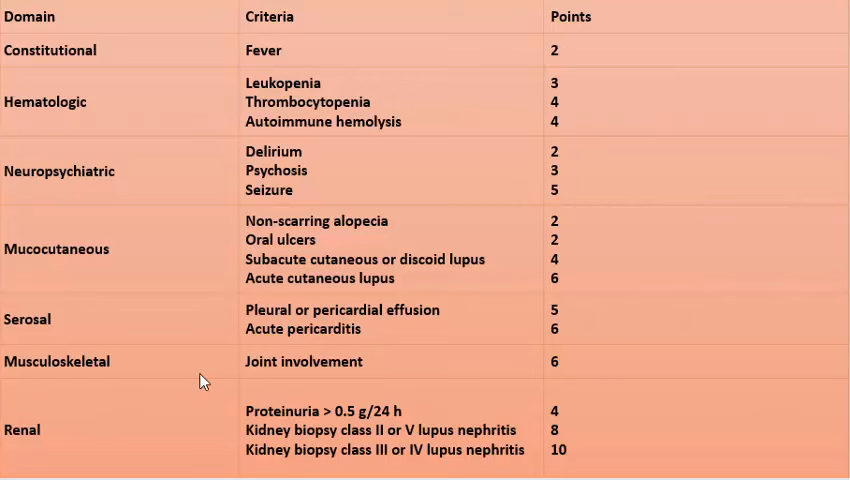 Domain Criteria Points
Constitutional Fever 2
Hematologic
Leukopenia 3
Thrombocytopenia 4
Autoimmune hemolysis 4
Neuropsychiatric
Delirium 2
Psychosis 3
Seizure 5
Mucocutaneous
Non-scarring alopecia 2
Oral ulcers 2
Subacute cutaneous or discoid lupus 4
Acute cutaneous lupus 6
Serosal
Pleural or pericardial effusion 5
Acute pericarditis 6
Musculoskeletal Joint involvement 6
Renal
Proteinuria > 0.5 g/24 h 4
Kidney biopsy class II or V lupus nephritis 8
Kidney biopsy class III or IV lupus nephritis 10